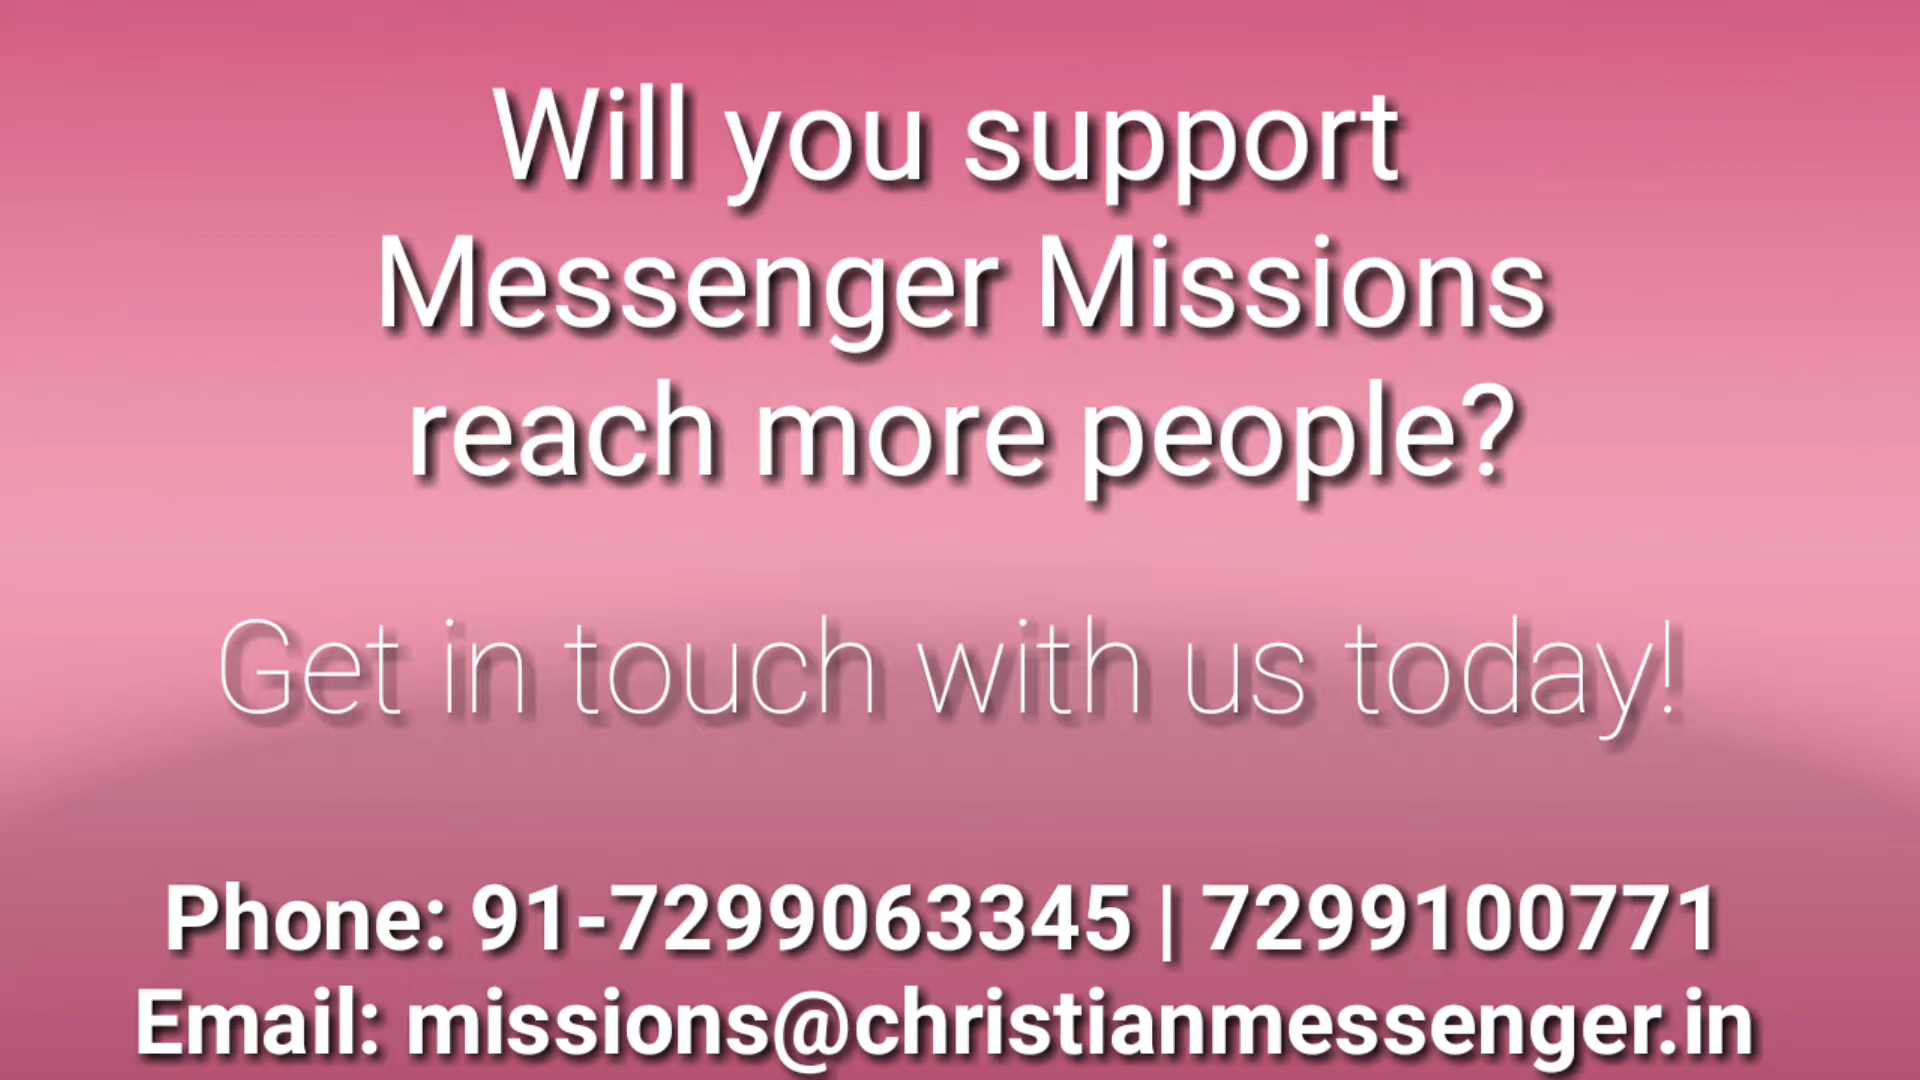 Will you support
Messenger Missions
reach more people?
Get in touch with us today!
Phone: 91-7299063345 | 7299100771
Email: missions@christianmessenger.in